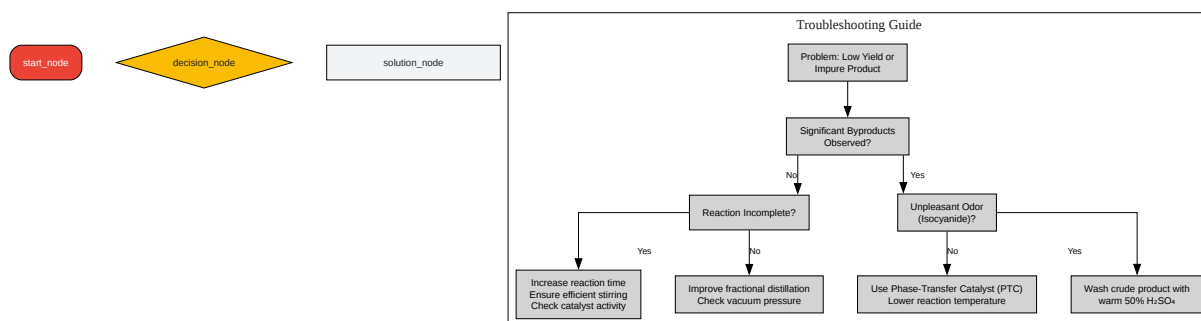 Troubleshooting Guide
start_node
decision_node
solution_node
Problem: Low Yield or
Impure Product
Significant Byproducts
Observed?
No
Yes
Reaction Incomplete?
Unpleasant Odor
(Isocyanide)?
Yes
No
No
Yes
Increase reaction time
Ensure efficient stirring
Check catalyst activity
Improve fractional distillation
Check vacuum pressure
Use Phase-Transfer Catalyst (PTC)
Lower reaction temperature
Wash crude product with
warm 50% H₂SO₄